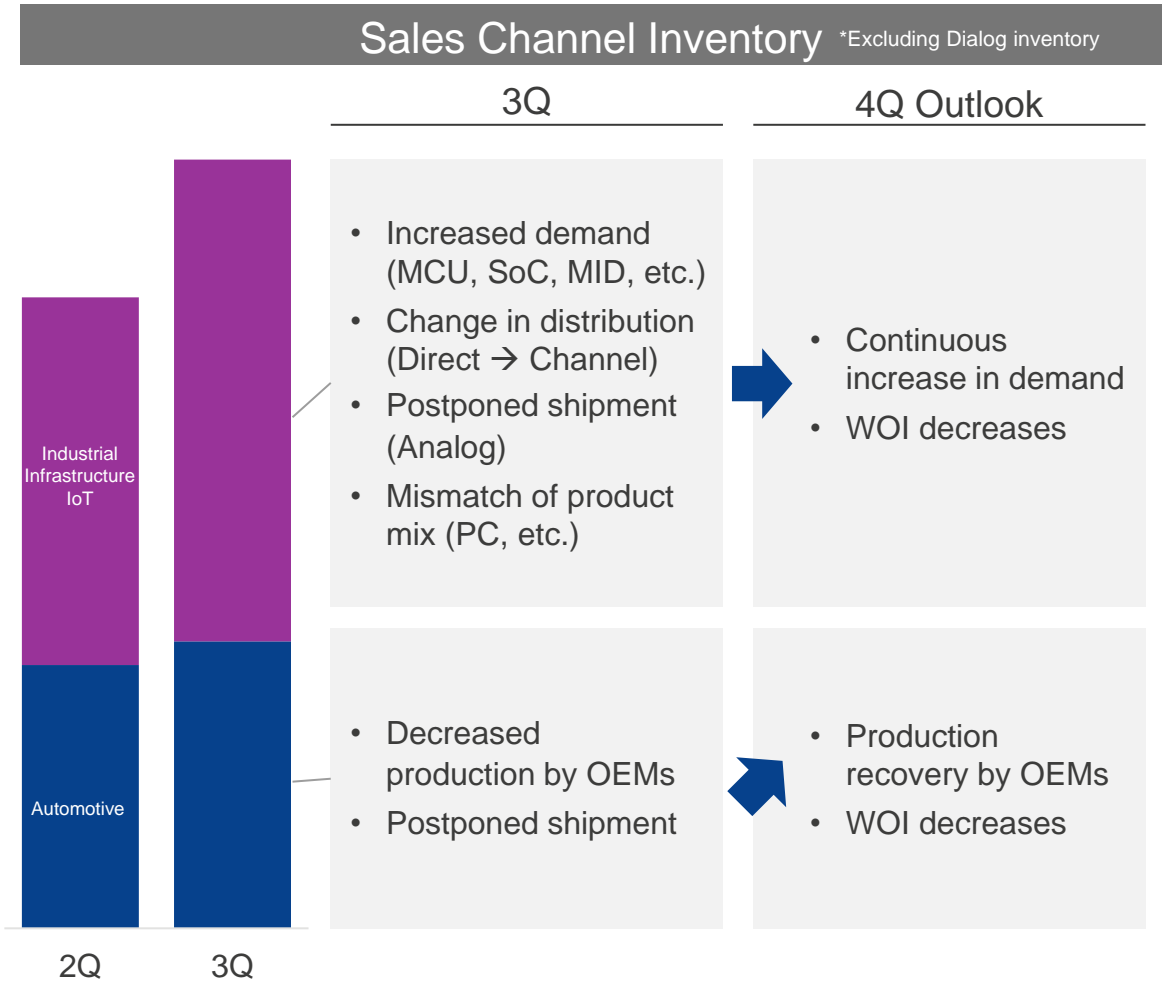 Sales Channel Inventory *Excluding Dialog inventory
3Q
4Q Outlook
• Increased demand
(MCU, SoC, MID, etc.)
• Change in distribution
(Direct → Channel)
• Postponed shipment
(Analog)
• Mismatch of product
mix (PC, etc.)
• Continuous
increase in demand
• WOI decreases
Industrial
Infrastructure
IoT
• Decreased
production by OEMs
• Postponed shipment
• Production
recovery by OEMs
• WOI decreases
Automotive
2Q
3Q